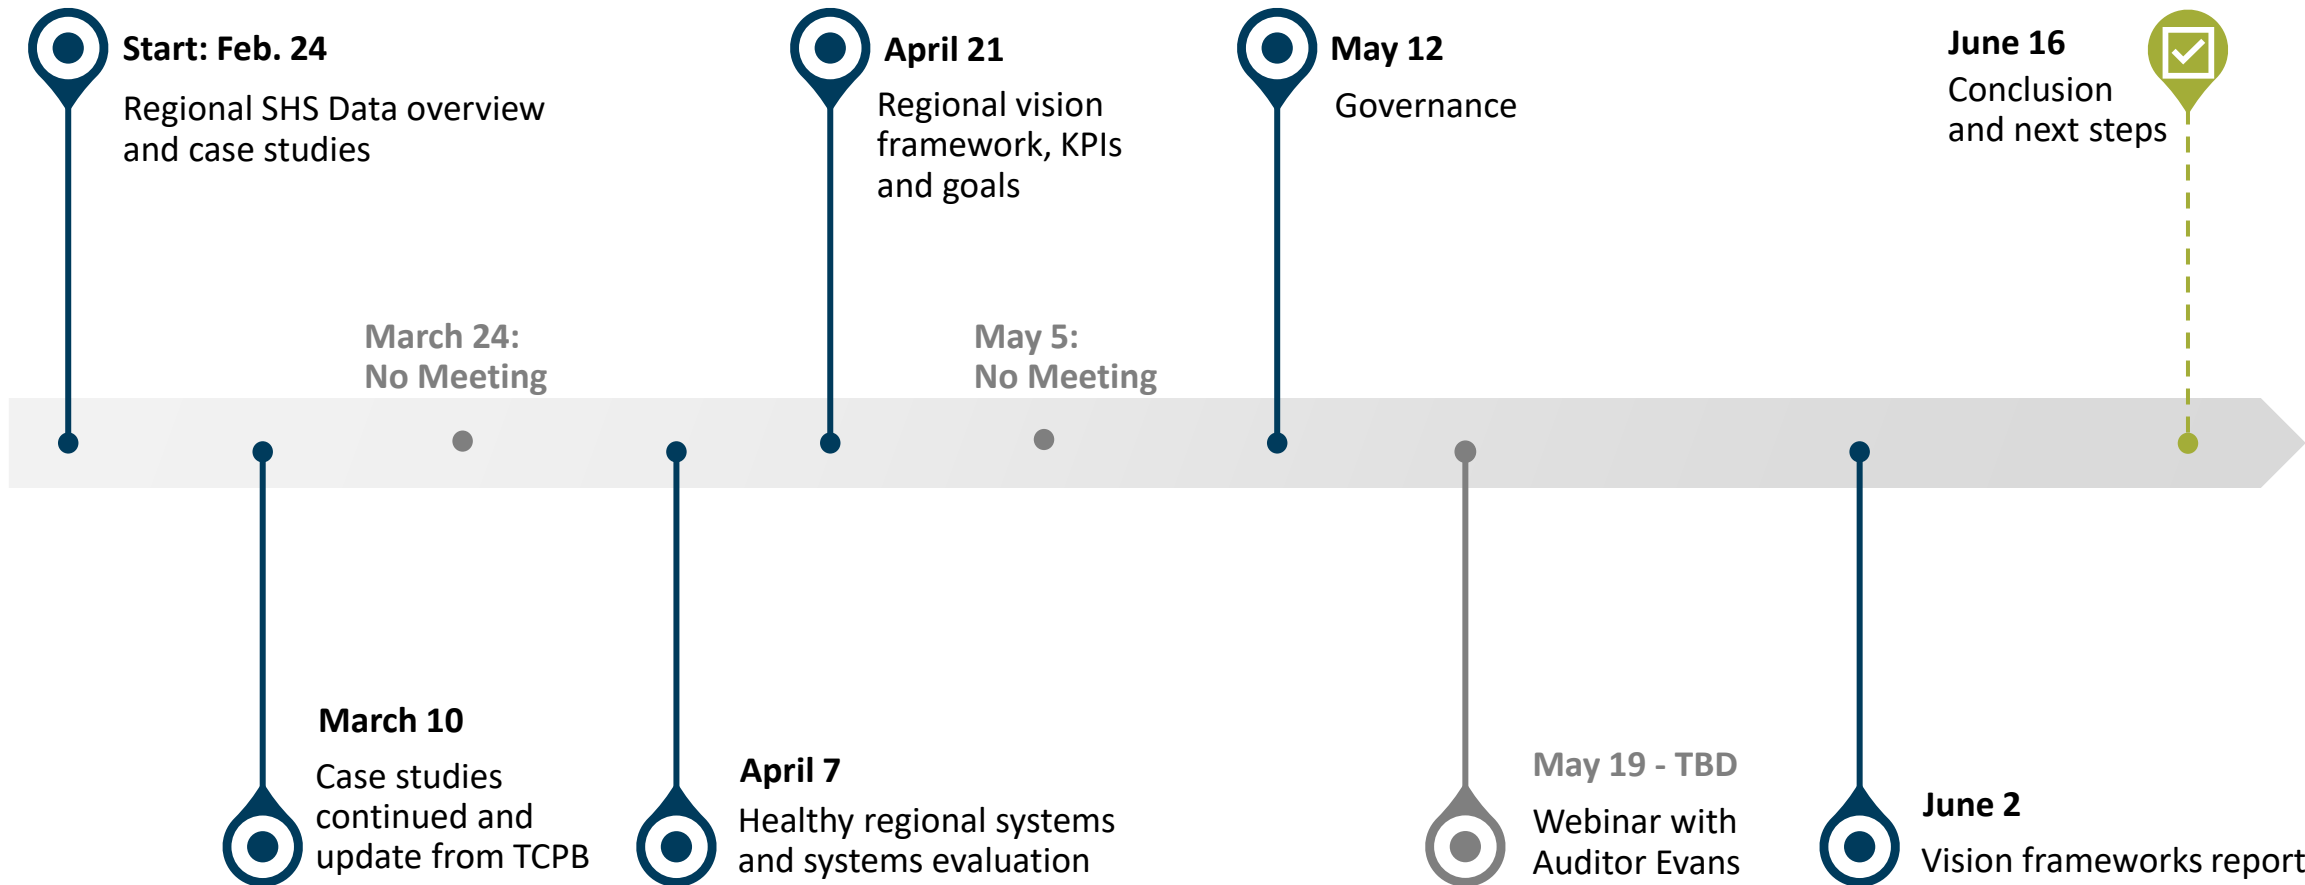 Start: Feb. 24
Regional SHS Data overview
and case studies
March 10
Case studies
continued and
update from TCPB
March 24:
No Meeting
April 7
Healthy regional systems
and systems evaluation
April 21
Regional vision
framework, KPIs
and goals
May 5:
No Meeting
May 12
Governance
May 19 - TBD
Webinar with
Auditor Evans
June 2
Vision frameworks report
June 16
Conclusion
and next steps